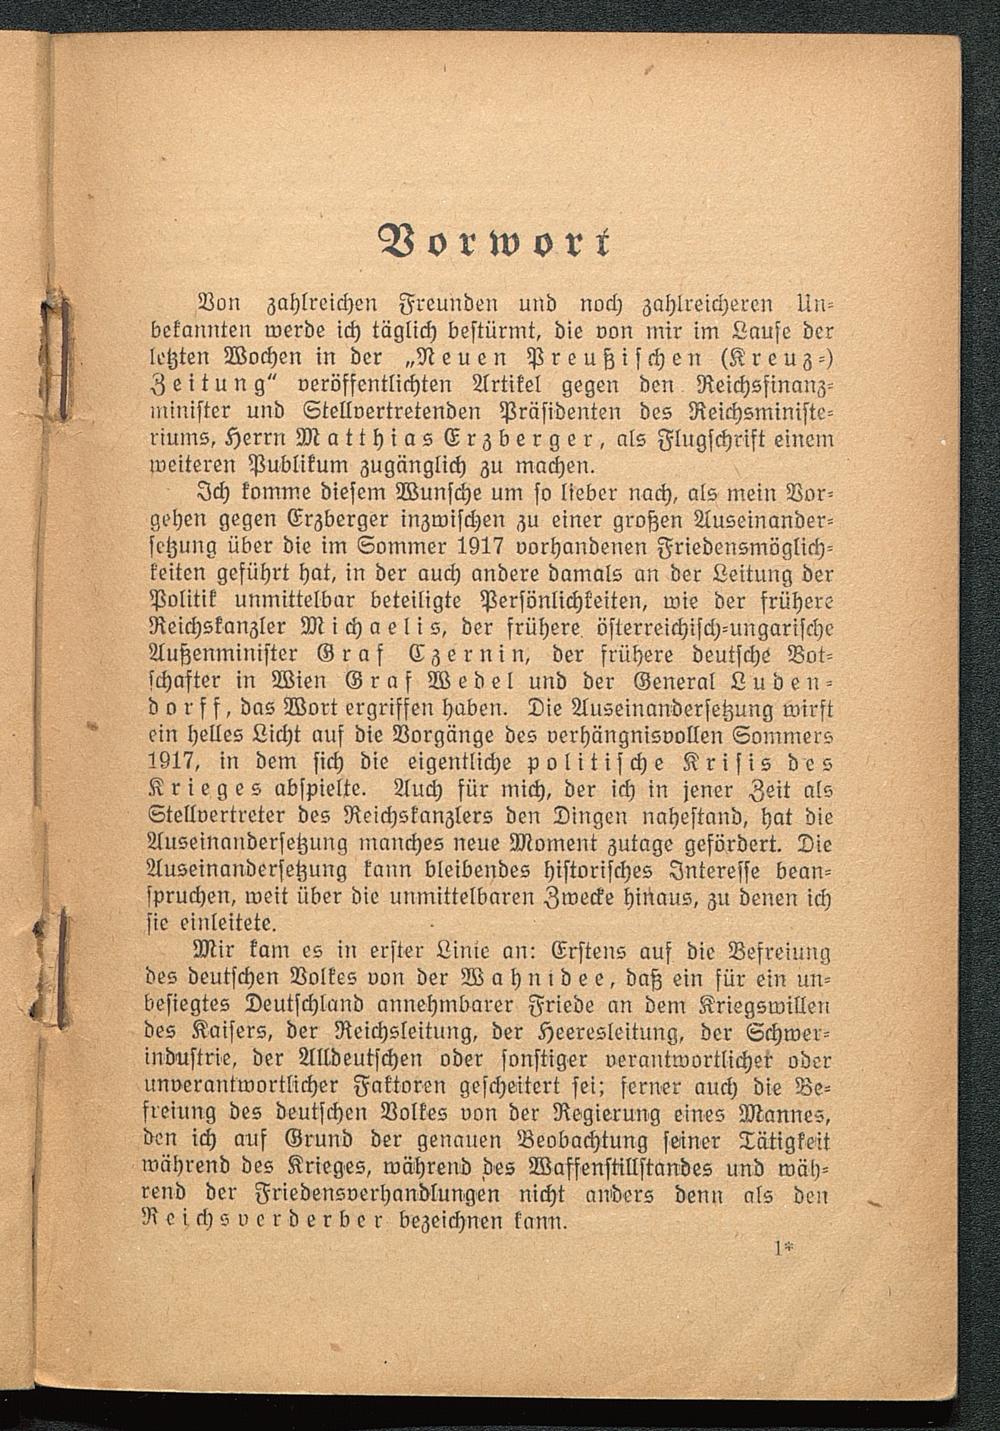 Vorwort
Von zahlreichen Freunden und noch zahlreicheren Un-
bekannten werde ich täglich bestürmt, die von mir im Laufe der
letzten Wochen in der „Neuen Preußischen (Kreuz-)
Zeitung“ veröffentlichten Artikel gegen den Reichsfinanz-
minister und Stellvertretenden Präsidenten des Reichsministe-
riums, Herrn Matthias Erzberger, als Flugschrift einem
weiteren Publikum zugänglich zu machen.
Ich komme diesem Wunsche um so lieber nach, als mein Vor-
gehen gegen Erzberger inzwischen zu einer großen Auseinander-
setzung über die im Sommer 1917 vorhandenen Friedensmöglich-
keiten geführt hat, in der auch andere damals an der Leitung der
Politik unmittelbar beteiligte Persönlichkeiten, wie der frühere
Reichskanzler Michaelis, der frühere österreichisch-ungarische
Außenminister Graf Czernin, der frühere deutsche Bot-
schafter in Wien Graf Wedel und der General Luden-
dorff, das Wort ergriffen haben. Die Auseinandersetzung wirft
ein helles Licht auf die Vorgänge des verhängnisvollen Sommers
1917, in dem sich die eigentliche politische Krisis des
Krieges abspielte. Auch für mich, der ich in jener Zeit als
Stellvertreter des Reichskanzlers den Dingen nahestand, hat die
Auseinandersetzung manches neue Moment zutage gefördert. Die
Auseinandersetzung kann bleibendes historisches Interesse bean-
spruchen, weit über die unmittelbaren Zwecke hinaus, zu denen ich
sie einleitete.
Mir kam es in erster Linie an: Erstens auf die Befreiung
des deutschen Volkes von der Wahnidee, daß ein für ein un-
besiegtes Deutschland annehmbarer Friede an dem Kriegswillen
des Kaisers, der Reichsleitung, der Heeresleitung, der Schwer-
industrie, der Alldeutschen oder sonstiger verantwortlicher oder
unverantwortlicher Faktoren gescheitert sei; ferner auch die Be-
freiung des deutschen Volkes von der Regierung eines Mannes,
den ich auf Grund der genauen Beobachtung seiner Tätigkeit
während des Krieges, während des Waffenstillstandes und wäh-
rend der Friedensverhandlungen nicht anders denn als den
Reichsverderber bezeichnen kann.
1*